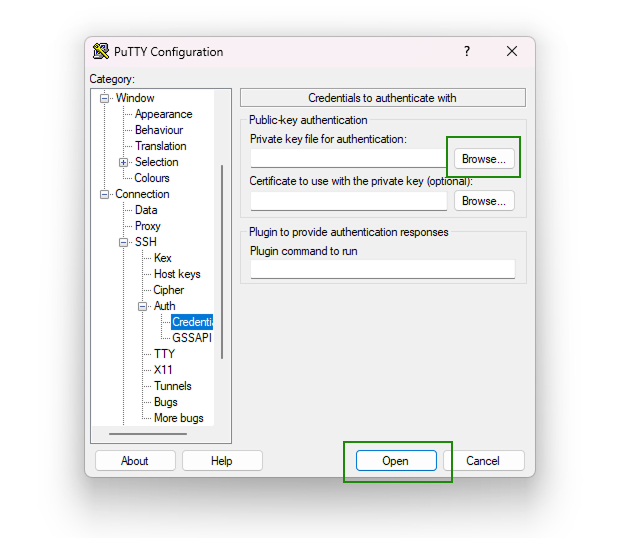 PuTTY Configuration
?
Category:
Window
Appearance
Behaviour
Translation
Selection
Colours
Connection
Data
Proxy
SSH
Kex
Host keys
Cipher
Auth
Credenti
GSSAPI
TTY
X11
Tunnels
Bugs
More bugs
Credentials to authenticate with
Public-key authentication
Private key file for authentication:
Browse...
Certificate to use with the private key (optional):
Browse...
Plugin to provide authentication responses
Plugin command to run
About
Help
Open
Cancel